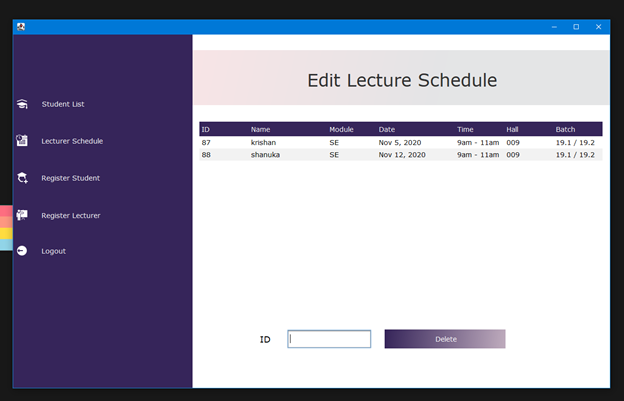 Edit Lecture Schedule
Student List
Lecturer Schedule
Register Student
Register Lecturer
Logout
ID Name Module Date Time Hall Batch
87 krishan SE Nov 5, 2020 9am - 11am 009 19.1 / 19.2
88 shanuka SE Nov 12, 2020 9am - 11am 009 19.1 / 19.2
ID
Delete